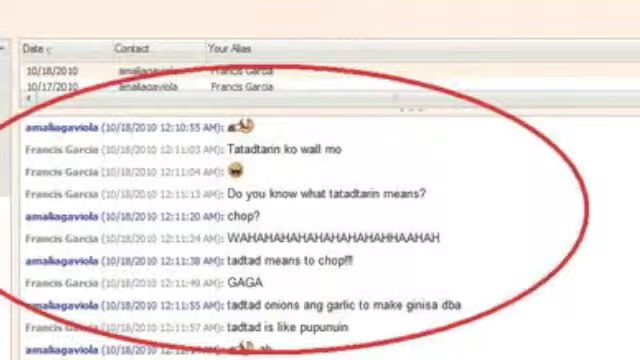 Date Contact Your Alias
10/18/2010 amaliagaviola Francis Garcia
10/17/2010 amaliagaviola Francis Garcia
amaliagaviola (10/18/2010 12:10:55 AM):
Francis Garcia (10/18/2010 12:11:03 AM): Tatadtarin ko wall mo
Francis Garcia (10/18/2010 12:11:04 AM):
Francis Garcia (10/18/2010 12:11:13 AM): Do you know what tatadtarin means?
amaliagaviola (10/18/2010 12:11:20 AM): chop?
Francis Garcia (10/18/2010 12:11:24 AM): WAHAHAHAHAHAHAHAHAHHAAHAH
amaliagaviola (10/18/2010 12:11:38 AM): tadtad means to chop!!!
Francis Garcia (10/18/2010 12:11:49 AM): GAGA
amaliagaviola (10/18/2010 12:11:55 AM): tadtad onions ang garlic to make ginisa dba
Francis Garcia (10/18/2010 12:11:57 AM): tadtad is like pupunuin
amaliagaviola (10/18/2010 AM): ah